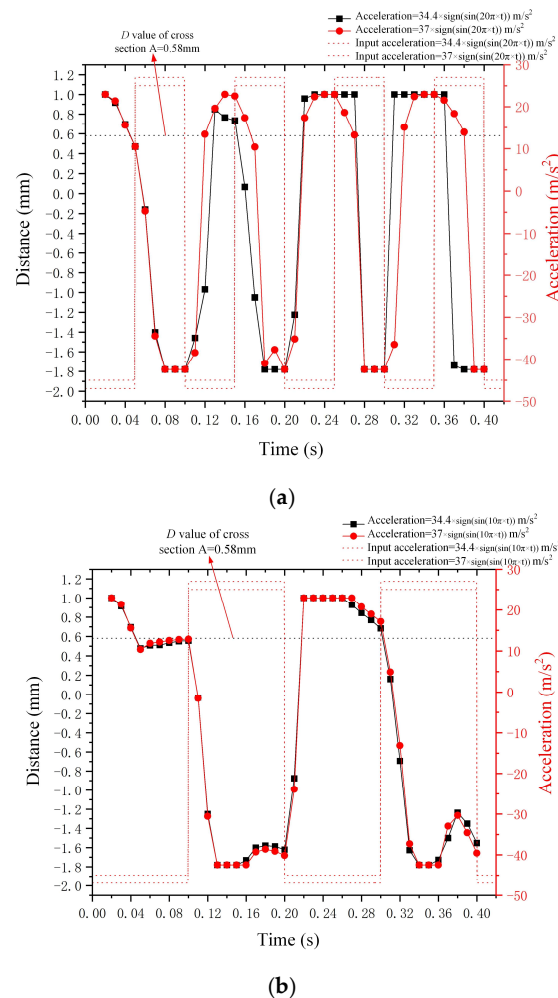 Acceleration=34.4×sign(sin(20π×t)) m/s²
D value of cross
section A=0.58mm
Acceleration=37×sign(sin(20π×t)) m/s²
Input acceleration=34.4×sign(sin(20π×t)) m/s²
Input acceleration=37×sign(sin(20π×t)) m/s²
1.2
1.0
0.8
0.6
0.4
0.2
0.0
−0.2
−0.4
−0.6
−0.8
−1.0
−1.2
−1.4
−1.6
−1.8
−2.0
Distance (mm)
25
20
10
0
−10
−20
−30
−40
−50
Acceleration (m/s²)
0.00 0.04 0.08 0.12 0.16 0.20 0.24 0.28 0.32 0.36 0.40
Time (s)
(a)
Acceleration=34.4×sign(sin(10π×t)) m/s²
D value of cross
section A=0.58mm
Acceleration=37×sign(sin(10π×t)) m/s²
Input acceleration=34.4×sign(sin(10π×t)) m/s²
Input acceleration=37×sign(sin(10π×t)) m/s²
1.2
1.0
0.8
0.6
0.4
0.2
0.0
−0.2
−0.4
−0.6
−0.8
−1.0
−1.2
−1.4
−1.6
−1.8
−2.0
Distance (mm)
25
20
10
0
−10
−20
−30
−40
−50
Acceleration (m/s²)
0.00 0.04 0.08 0.12 0.16 0.20 0.24 0.28 0.32 0.36 0.40
Time (s)
(b)